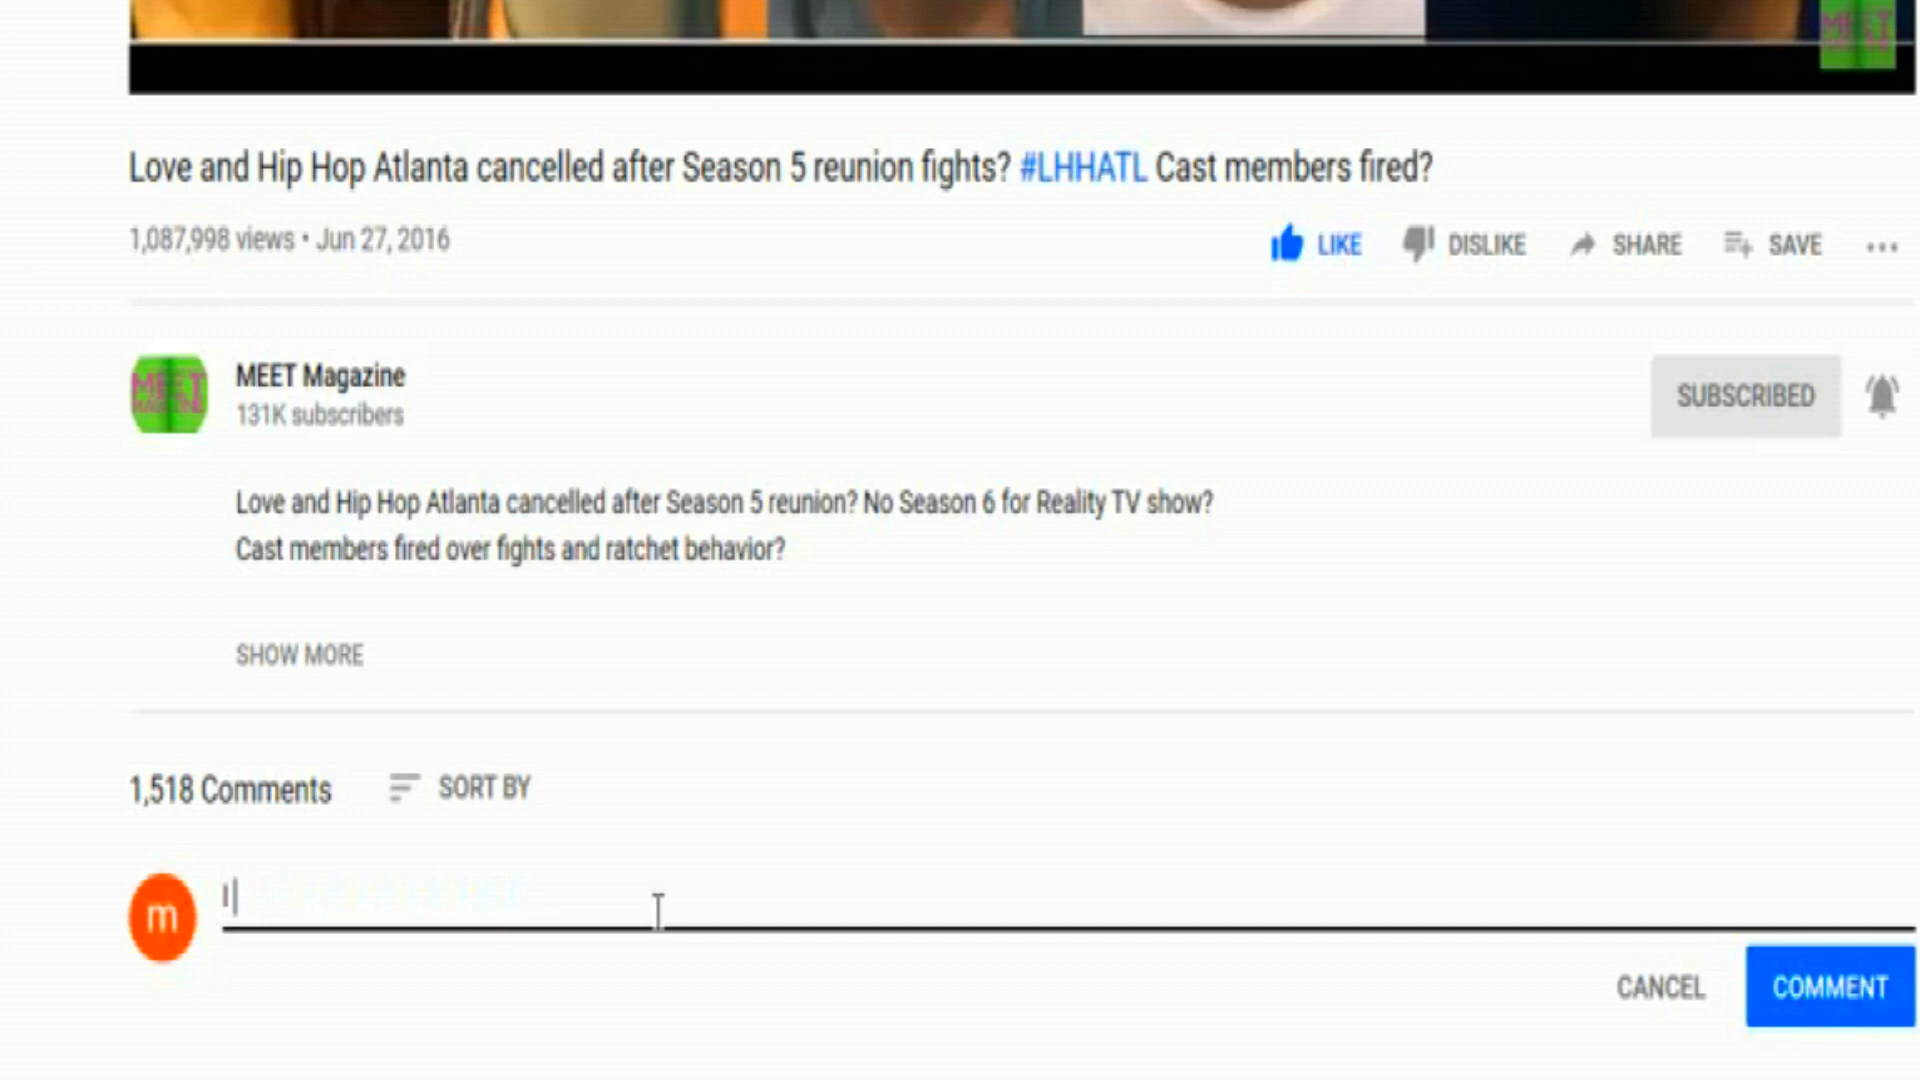 MEET
Love and Hip Hop Atlanta cancelled after Season 5 reunion fights? #LHHATL Cast members fired?
1,087,998 views • Jun 27, 2016
LIKE DISLIKE SHARE SAVE
MEET
MEET Magazine
131K subscribers
SUBSCRIBED
Love and Hip Hop Atlanta cancelled after Season 5 reunion? No Season 6 for Reality TV show?
Cast members fired over fights and ratchet behavior?
SHOW MORE
1,518 Comments SORT BY
m
I
CANCEL COMMENT